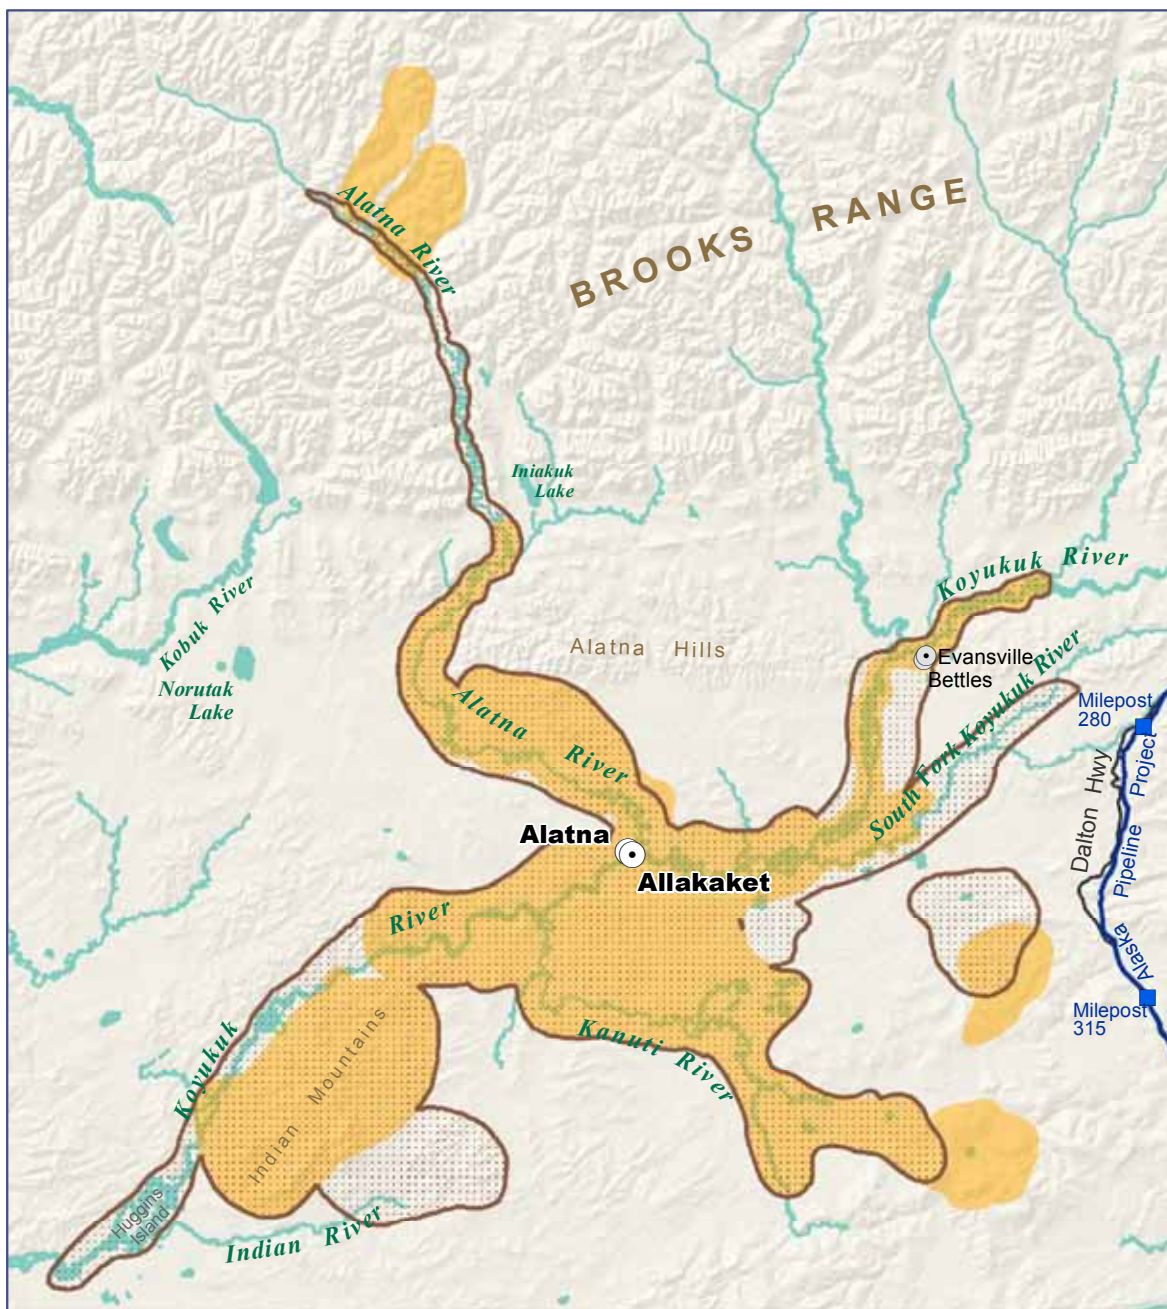 Alatna River
BROOKS RANGE
Iniakuk
Lake
Koyukuk River
Kobuk River
Alatna Hills
Evansville
Bettles
Norutak
Lake
South Fork Koyukuk River
Alatna River
Milepost
280
Dalton Hwy
Alaska Pipeline Project
Alatna
Allakaket
Koyukuk River
Milepost
315
Kanuti River
Indian Mountains
Huggins
Island
Indian River